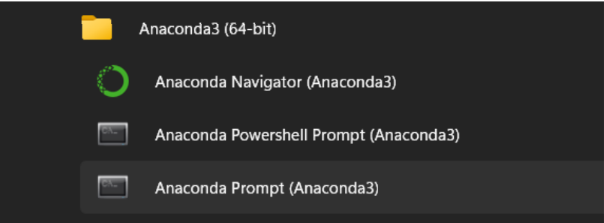 Anaconda3 (64-bit)
Anaconda Navigator (Anaconda3)
Anaconda Powershell Prompt (Anaconda3)
Anaconda Prompt (Anaconda3)